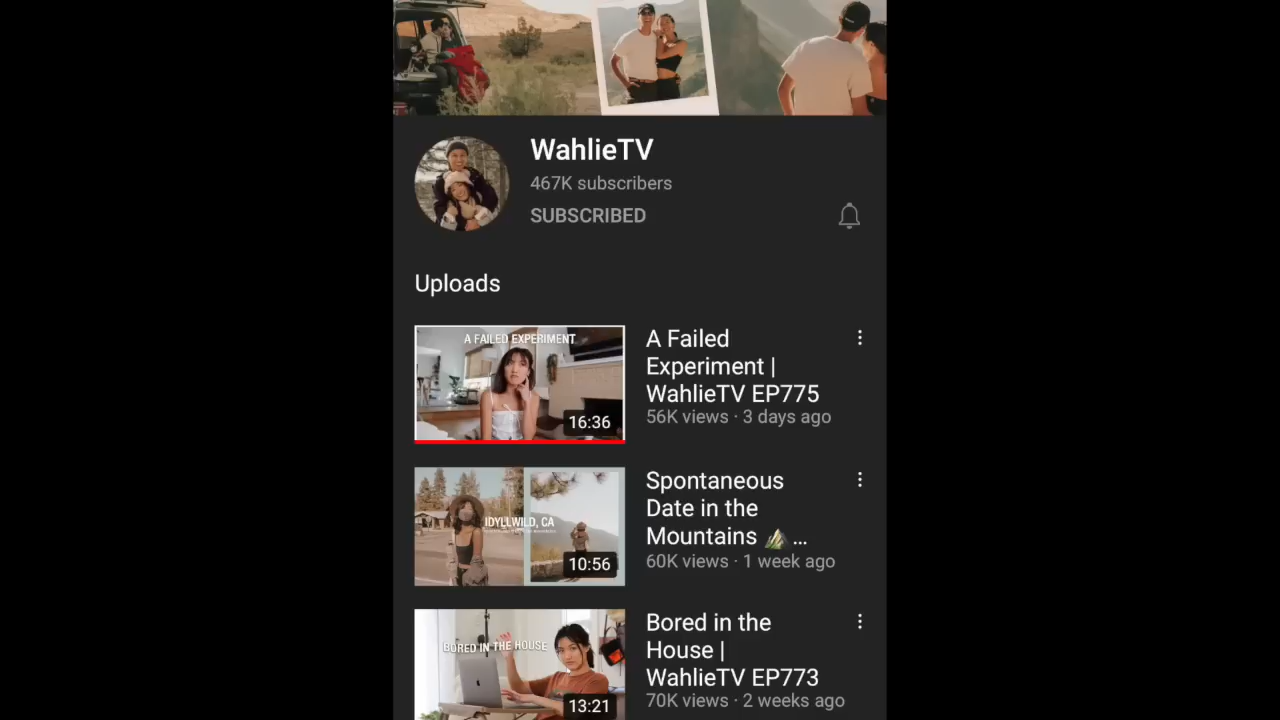 WahlieTV
467K subscribers
SUBSCRIBED
Uploads
A FAILED EXPERIMENT
16:36
A Failed
Experiment |
WahlieTV EP775
56K views · 3 days ago
IDYLLWILD, CA
10:56
Spontaneous
Date in the
Mountains ⛰️ ...
60K views · 1 week ago
BORED IN THE HOUSE
13:21
Bored in the
House |
WahlieTV EP773
70K views · 2 weeks ago